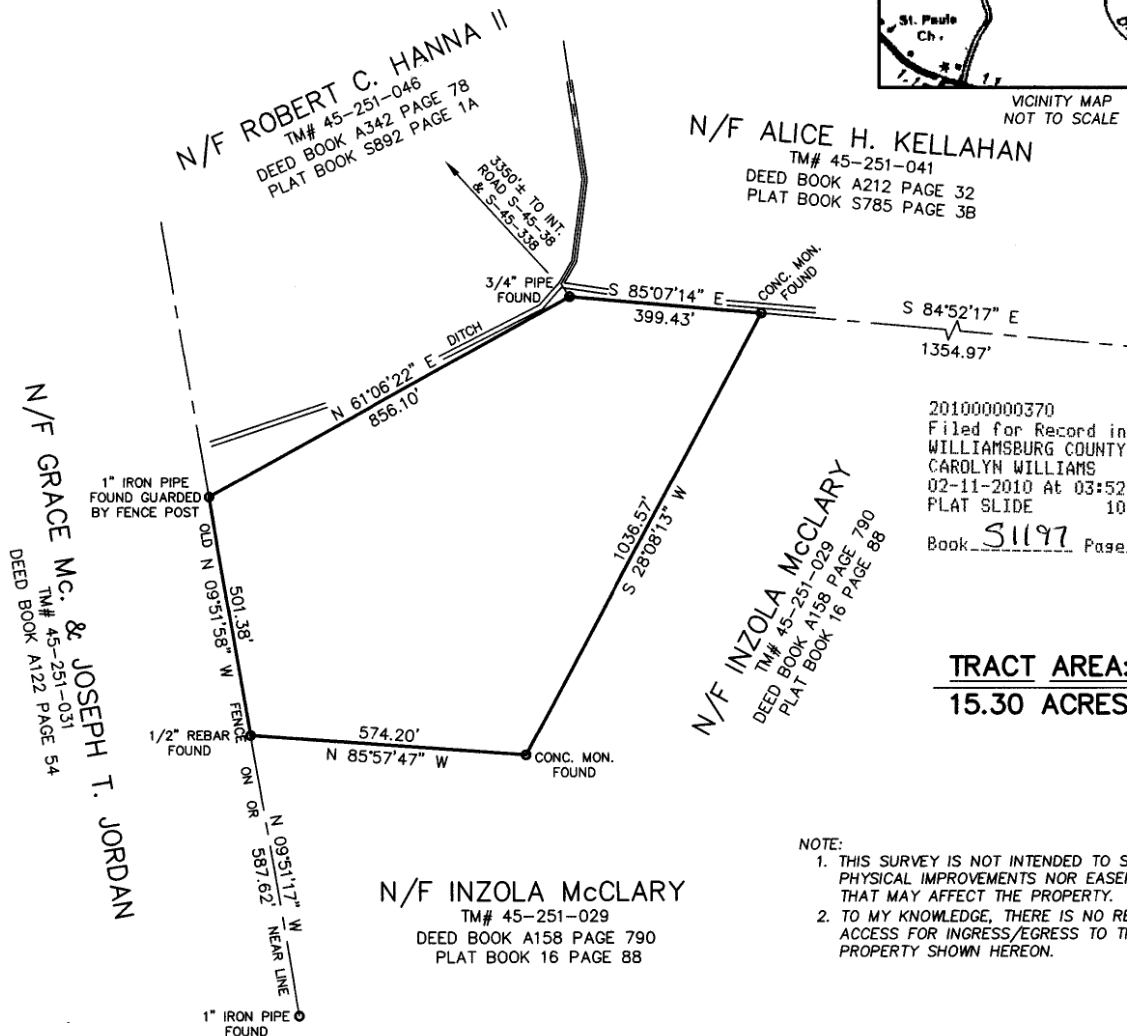 St. Pauls
Ch.
VICINITY MAP
NOT TO SCALE
N/F ROBERT C. HANNA II
TM# 45-251-046
DEED BOOK A342 PAGE 78
PLAT BOOK S892 PAGE 1A
N/F ALICE H. KELLAHAN
TM# 45-251-041
DEED BOOK A212 PAGE 32
PLAT BOOK S785 PAGE 3B
3350'± TO INT.
ROAD S-45-38
& S-45-338
3/4" PIPE
FOUND
S 85°07'14" E
399.43'
CONC. MON.
FOUND
S 84°52'17" E
1354.97'
DITCH
N 61°06'22" E
856.10'
201000000370
Filed for Record in
WILLIAMSBURG COUNTY
CAROLYN WILLIAMS
02-11-2010 At 03:52
PLAT SLIDE 10
Book S1197 Page
N/F GRACE Mc. & JOSEPH T. JORDAN
TM# 45-251-031
DEED BOOK A122 PAGE 54
1" IRON PIPE
FOUND GUARDED
BY FENCE POST
501.38'
OLD N 09°51'58" W FENCE
1036.57'
S 28°08'13" W
N/F INZOLA McCLARY
TM# 45-251-029
DEED BOOK A158 PAGE 790
PLAT BOOK 16 PAGE 88
TRACT AREA:
15.30 ACRES
1/2" REBAR
FOUND
574.20'
N 85°57'47" W
CONC. MON.
FOUND
N 09°51'17" W
587.62'
ON OR NEAR LINE
N/F INZOLA McCLARY
TM# 45-251-029
DEED BOOK A158 PAGE 790
PLAT BOOK 16 PAGE 88
NOTE:
1. THIS SURVEY IS NOT INTENDED TO S
PHYSICAL IMPROVEMENTS NOR EASE
THAT MAY AFFECT THE PROPERTY.
2. TO MY KNOWLEDGE, THERE IS NO RE
ACCESS FOR INGRESS/EGRESS TO T
PROPERTY SHOWN HEREON.
1" IRON PIPE
FOUND